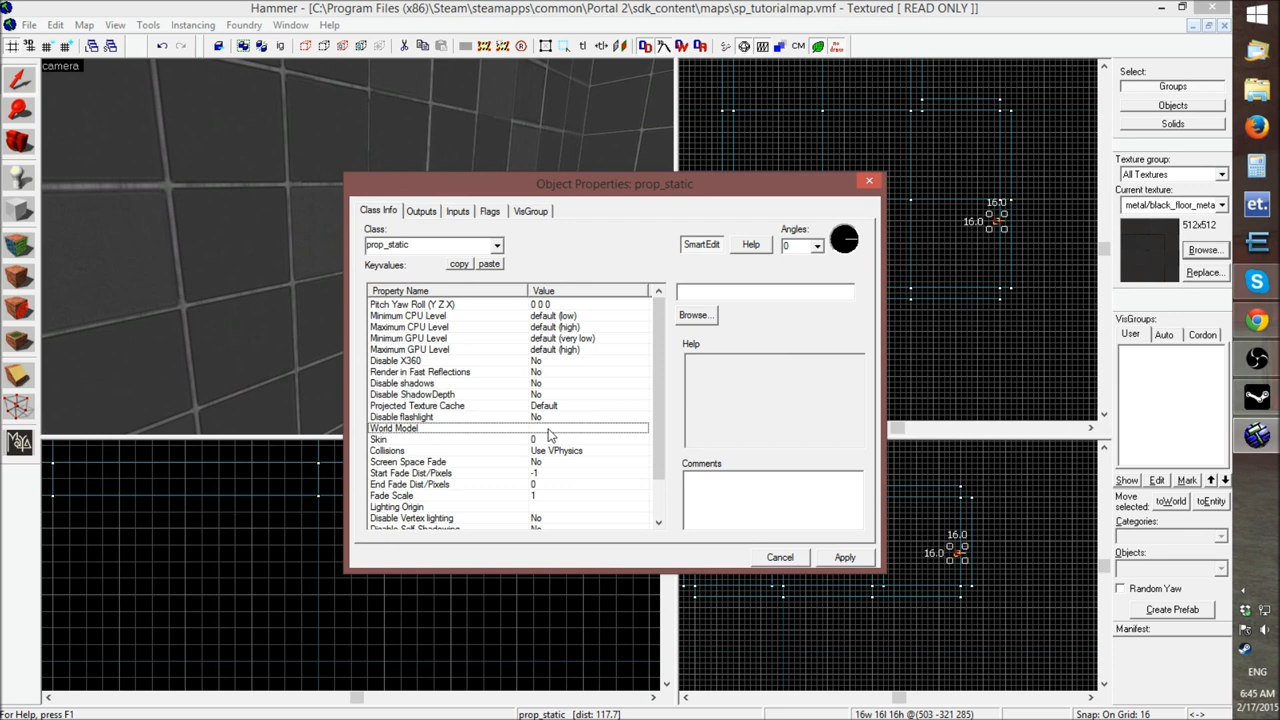 Hammer - [C:\Program Files (x86)\Steam\steamapps\common\Portal 2\sdk_content\maps\sp_tutorialmap.vmf - Textured [ READ ONLY ]]
File Edit Map View Tools Instancing Foundry Window Help
CM
camera
Select:
Groups
Objects
Solids
Texture group:
All Textures
Current texture:
metal/black_floor_meta
512x512
Browse...
Replace...
VisGroups:
User Auto Cordon
Show Edit Mark
Move selected: toWorld toEntity
Categories:
Objects:
Random Yaw
Create Prefab
Manifest:
Object Properties: prop_static
Class Info Outputs Inputs Flags VisGroup
Class:
prop_static
SmartEdit Help
Angles:
0
Keyvalues: copy paste
Property Name Value
Pitch Yaw Roll (Y Z X) 0 0 0
Minimum CPU Level default (low)
Maximum CPU Level default (high)
Minimum GPU Level default (very low)
Maximum GPU Level default (high)
Disable X360 No
Render in Fast Reflections No
Disable shadows No
Disable ShadowDepth No
Projected Texture Cache Default
Disable flashlight No
World Model
Skin 0
Collisions Use VPhysics
Screen Space Fade No
Start Fade Dist/Pixels -1
End Fade Dist/Pixels 0
Fade Scale 1
Lighting Origin
Disable Vertex lighting No
Disable Self-Shadowing No
Browse...
Help
Comments
Cancel Apply
16.0
16.0
16.0
16.0
et.
MAYA
ENG
6:45 AM
2/17/2015
For Help, press F1
prop_static [dist: 117.7]
16w 16l 16h @(503 -321 285)
Snap: On Grid: 16
<->